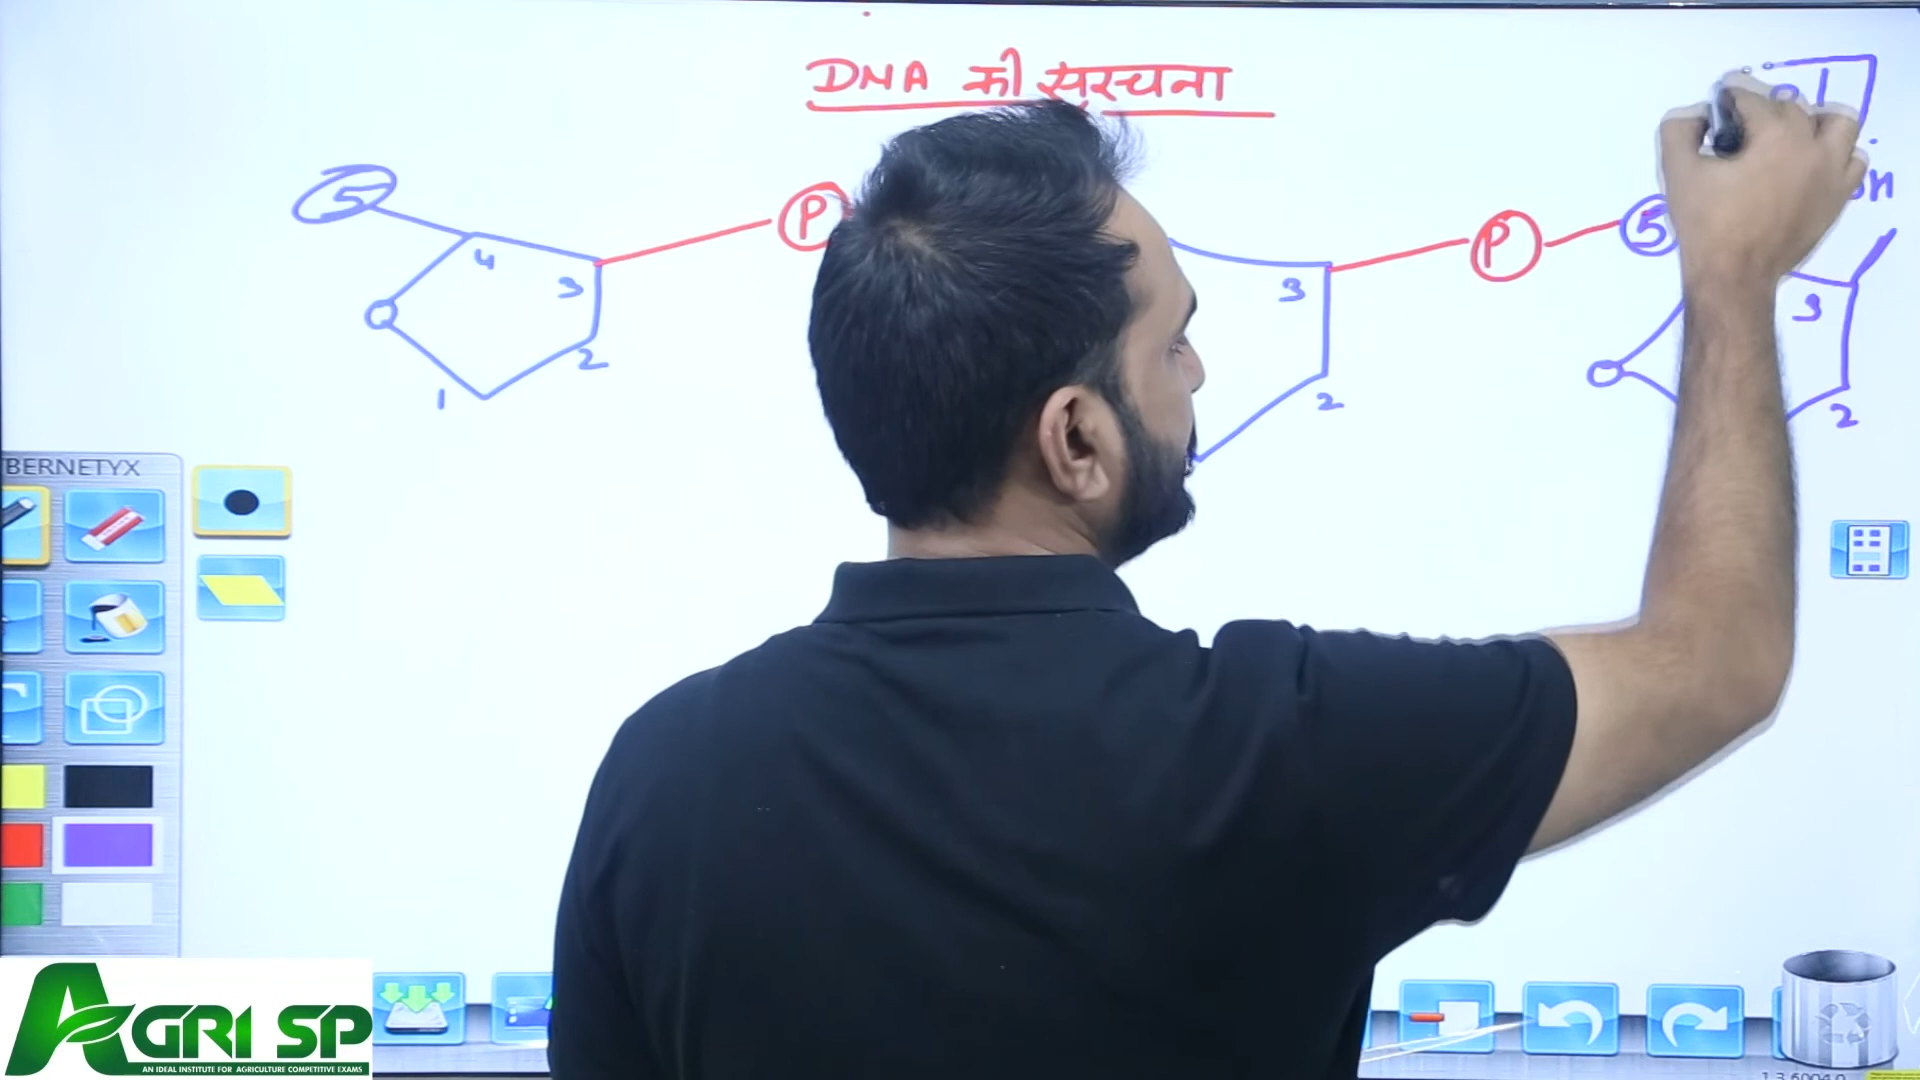 DNA की संरचना
5
4
3
2
1
P
3
2
P
5
3
2
BERNETYX
AGRI SP
AN IDEAL INSTITUTE FOR AGRICULTURE COMPETITIVE EXAMS